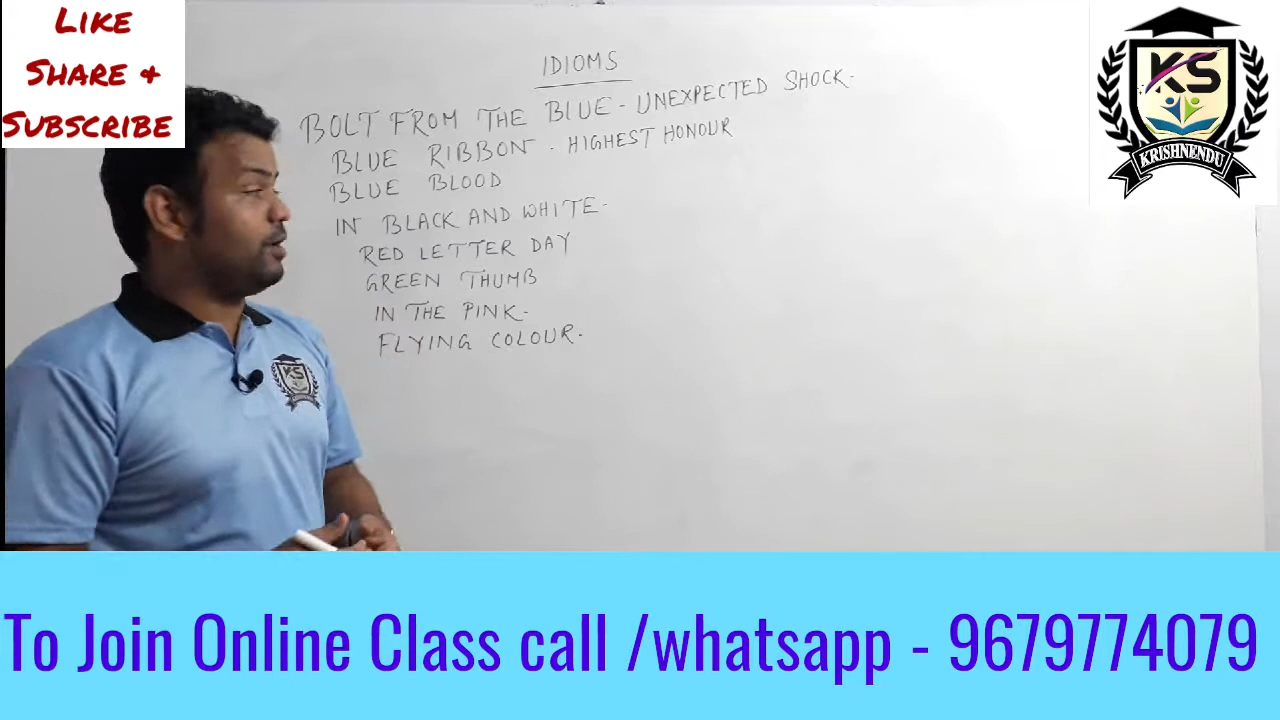 LIKE
SHARE &
SUBSCRIBE
IDIOMS
BOLT FROM THE BLUE - UNEXPECTED SHOCK-
BLUE RIBBON - HIGHEST HONOUR
BLUE BLOOD
IN BLACK AND WHITE-
RED LETTER DAY
GREEN THUMB
IN THE PINK-
FLYING COLOUR-
KS
KRISHNENDU
KS
To Join Online Class call /whatsapp - 9679774079